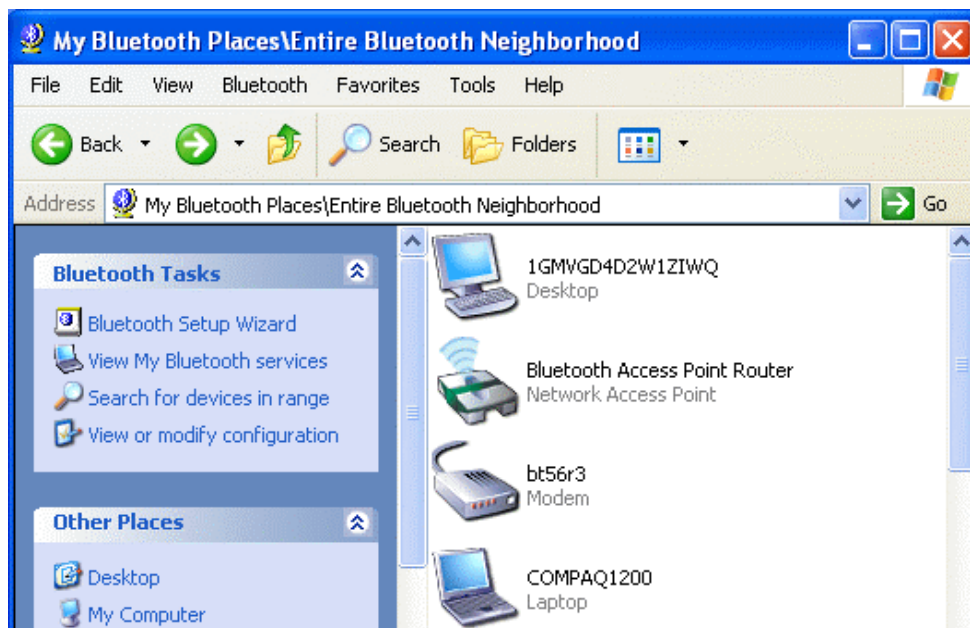 My Bluetooth Places\Entire Bluetooth Neighborhood
File Edit View Bluetooth Favorites Tools Help
Back Search Folders
Address My Bluetooth Places\Entire Bluetooth Neighborhood Go
Bluetooth Tasks
Bluetooth Setup Wizard
View My Bluetooth services
Search for devices in range
View or modify configuration
Other Places
Desktop
My Computer
1GMVGD4D2W1ZIWQ
Desktop
Bluetooth Access Point Router
Network Access Point
bt56r3
Modem
COMPAQ1200
Laptop